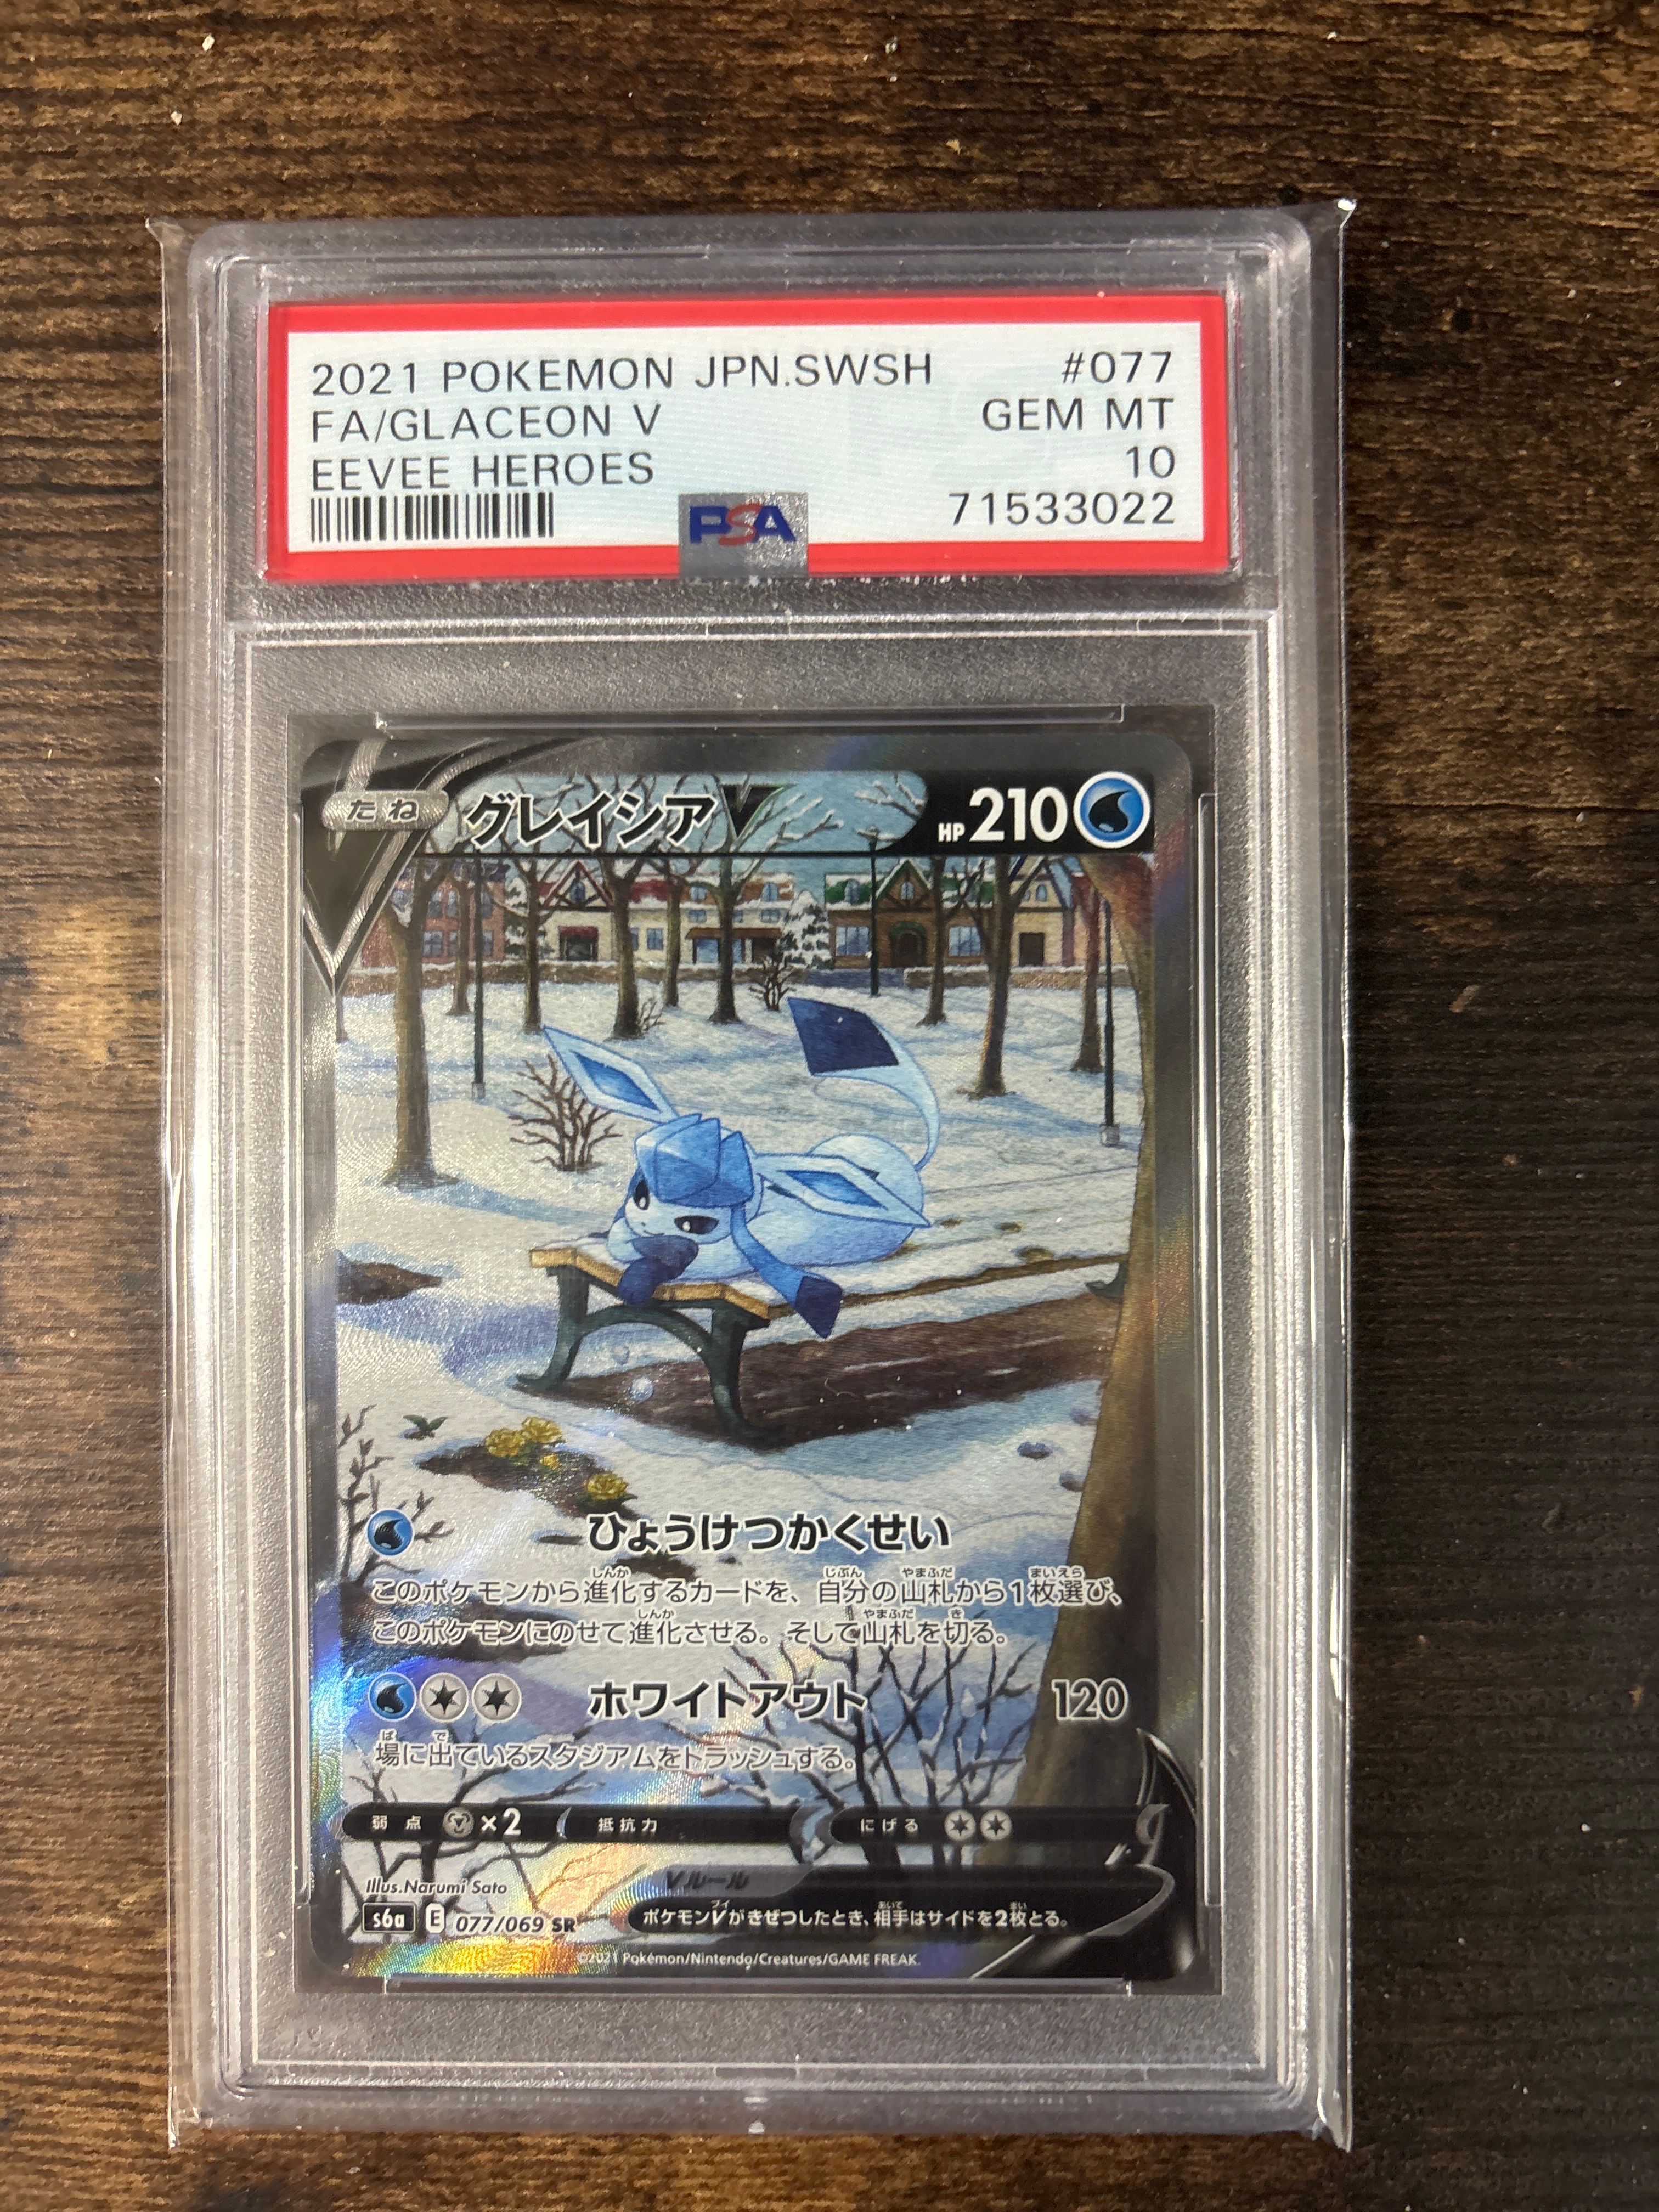 2021 POKEMON JPN.SWSH #077
FA/GLACEON V GEM MT
EEVEE HEROES 10
PSA 71533022
たね グレイシアV HP 210
ひょうけつかくせい
このポケモンから進化するカードを、自分の山札から1枚選び、
このポケモンにのせて進化させる。そして山札を切る。
ホワイトアウト 120
場に出ているスタジアムをトラッシュする。
弱点 ×2 抵抗力 にげる
Illus.Narumi Sato Vルール
s6a E 077/069 SR ポケモンVがきぜつしたとき、相手はサイドを2枚とる。
©2021 Pokémon/Nintendo/Creatures/GAME FREAK.